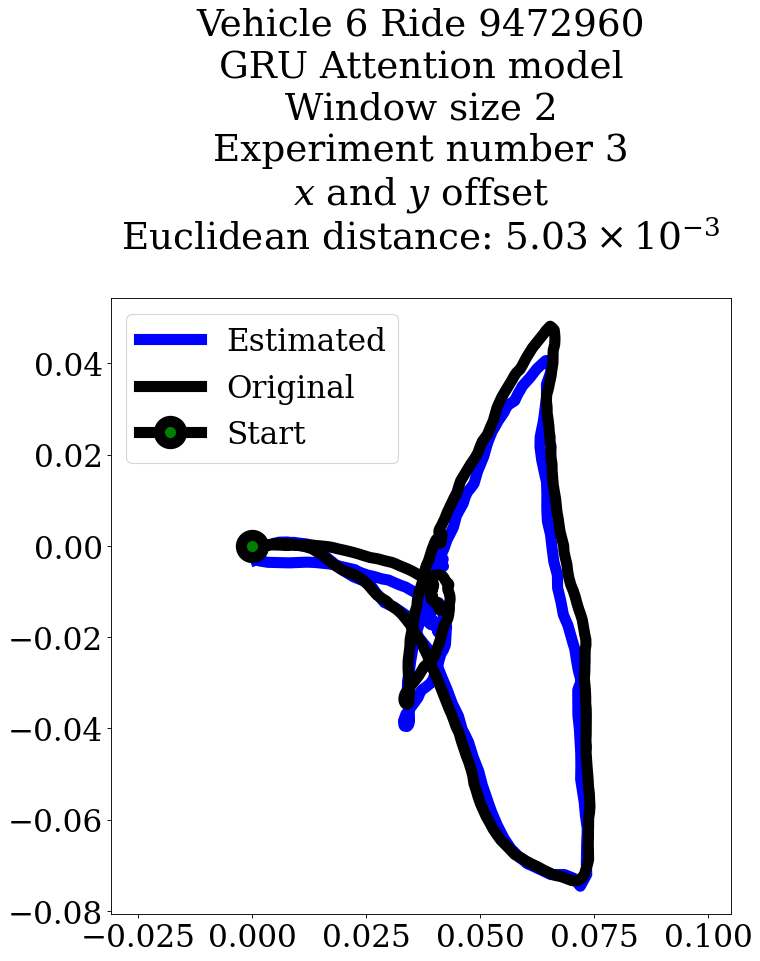 Vehicle 6 Ride 9472960
GRU Attention model
Window size 2
Experiment number 3
x and y offset
Euclidean distance: 5.03 × 10⁻³
Estimated
Original
Start
0.04
0.02
0.00
−0.02
−0.04
−0.06
−0.08
−0.025 0.000 0.025 0.050 0.075 0.100